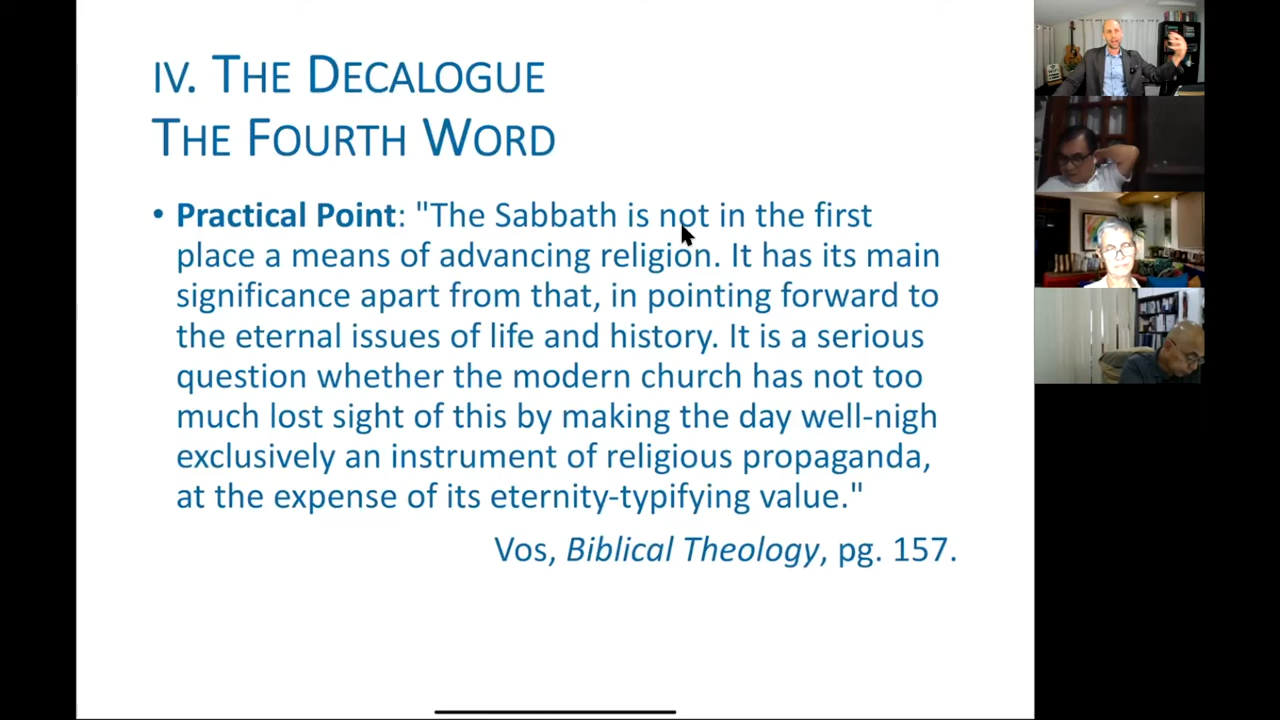 IV. THE DECALOGUE
THE FOURTH WORD
• Practical Point: "The Sabbath is not in the first
place a means of advancing religion. It has its main
significance apart from that, in pointing forward to
the eternal issues of life and history. It is a serious
question whether the modern church has not too
much lost sight of this by making the day well-nigh
exclusively an instrument of religious propaganda,
at the expense of its eternity-typifying value."
Vos, Biblical Theology, pg. 157.